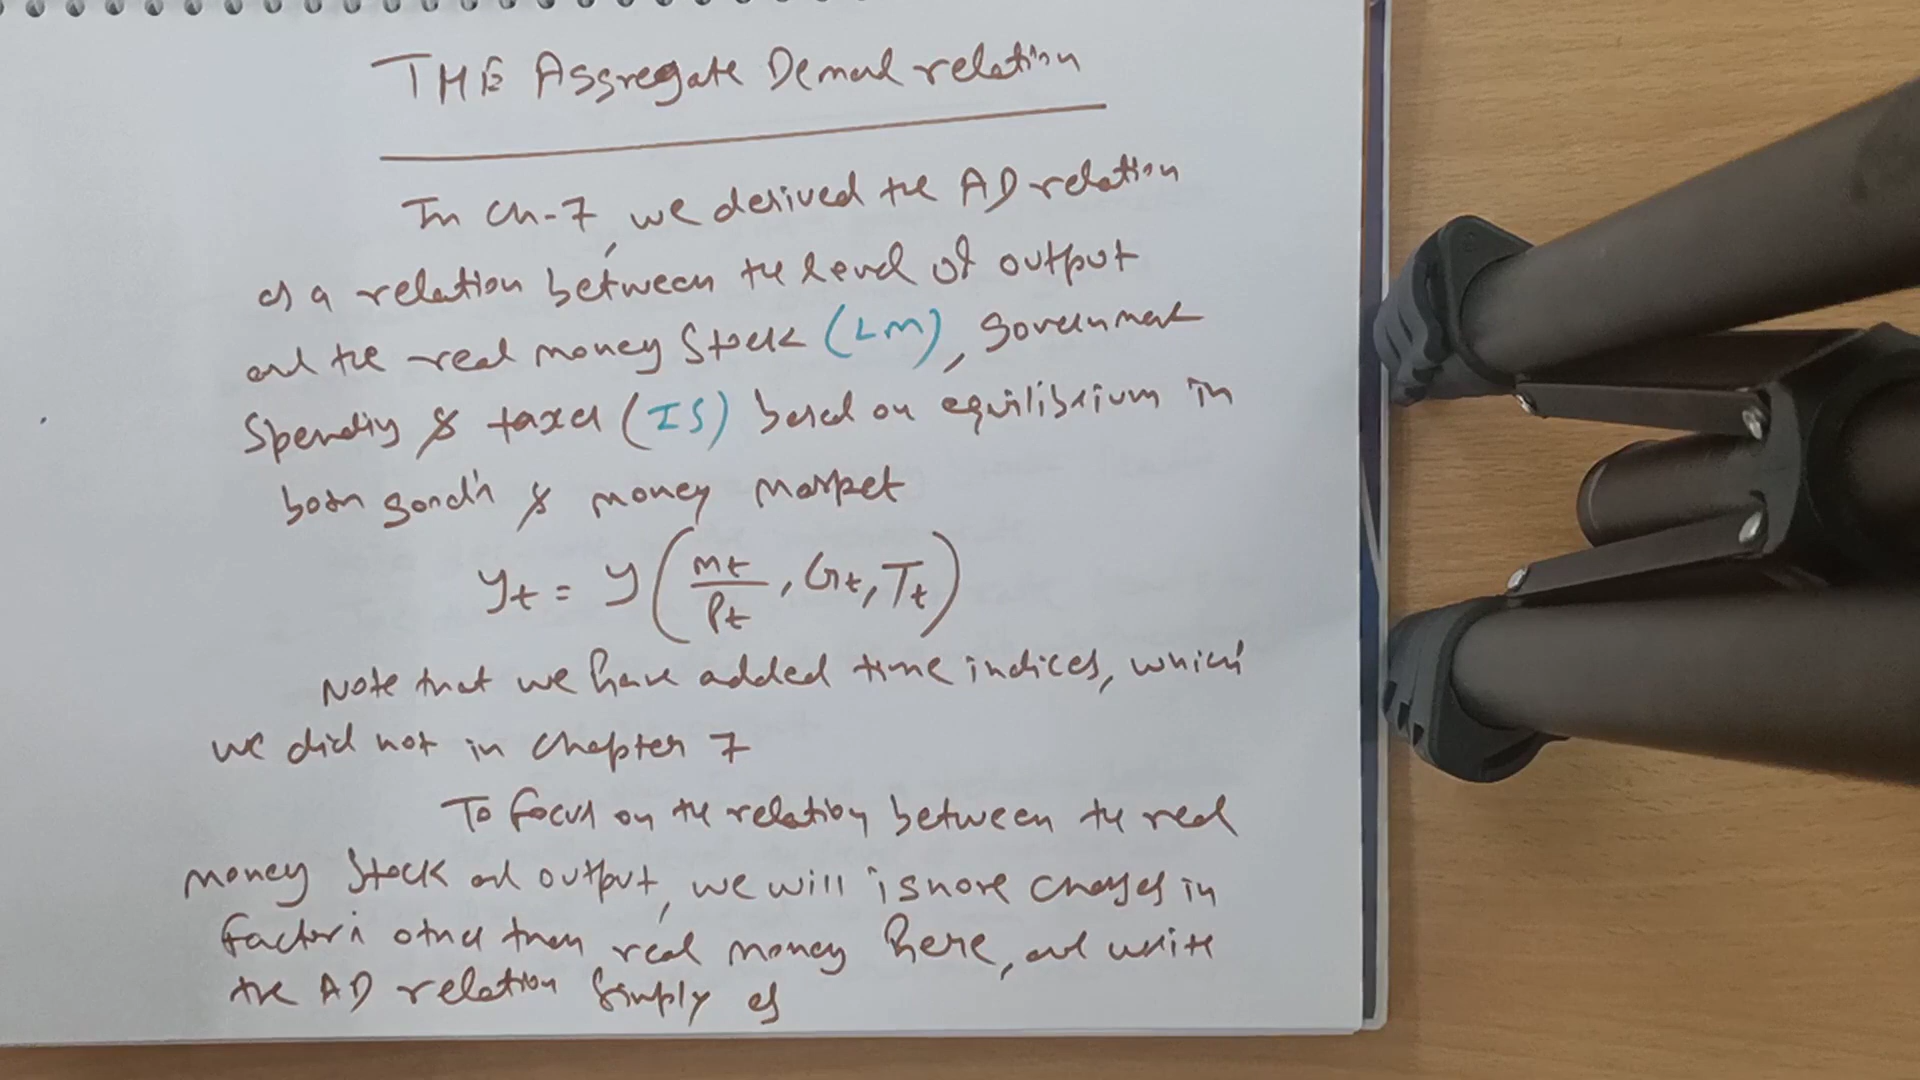 THE Aggregate Demand relation
In Ch-7, we derived the AD relation
as a relation between the level of output
and the real money Stock (LM), government
Spending & taxes (IS) based on equilibrium in
both goods & money market
Yt = Y(Mt/Pt, Gt, Tt)
Note that we have added time indices, which
we did not in Chapter 7
To focus on the relation between the real
money Stock and output, we will ignore changes in
factors other than real money here, and write
the AD relation Simply as